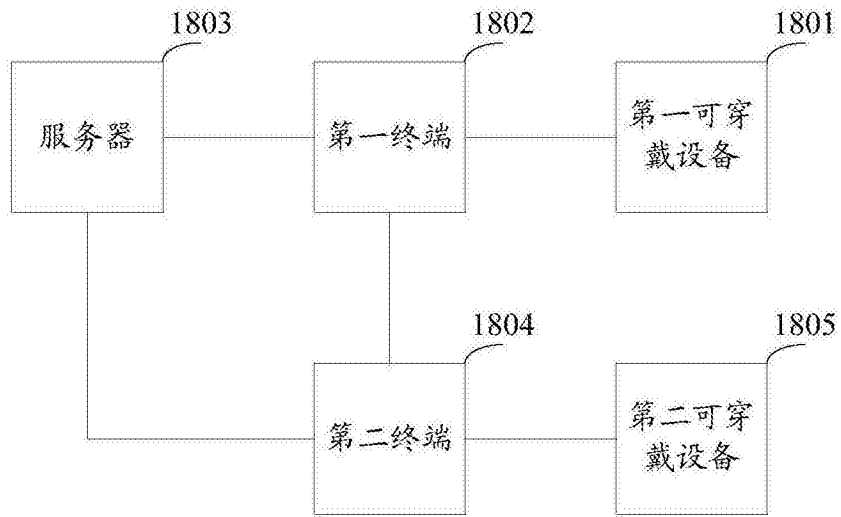 1803
1802
1801
服务器
第一终端
第一可穿
戴设备
1804
1805
第二终端
第二可穿
戴设备